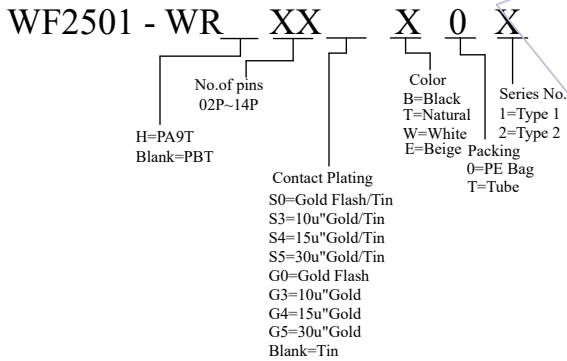 WF2501 - WR__ XX__ X 0 X
No.of pins
02P~14P
H=PA9T
Blank=PBT
Contact Plating
S0=Gold Flash/Tin
S3=10u"Gold/Tin
S4=15u"Gold/Tin
S5=30u"Gold/Tin
G0=Gold Flash
G3=10u"Gold
G4=15u"Gold
G5=30u"Gold
Blank=Tin
Color
B=Black
T=Natural
W=White
E=Beige
Packing
0=PE Bag
T=Tube
Series No.
1=Type 1
2=Type 2